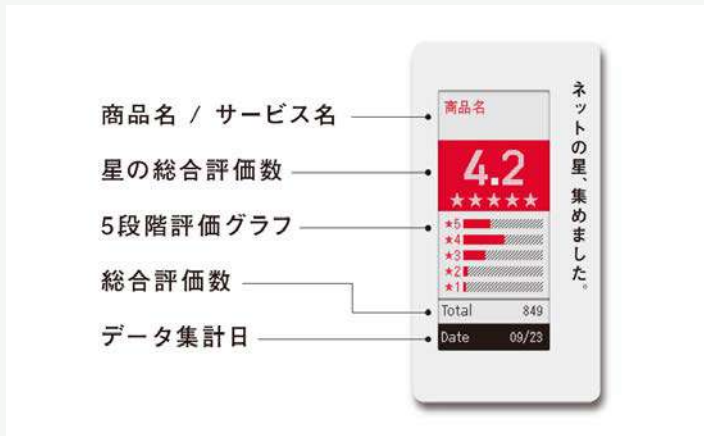 商品名 / サービス名
星の総合評価数
5段階評価グラフ
総合評価数
データ集計日
商品名
4.2
★★★★★
★5
★4
★3
★2
★1
Total 849
Date 09/23
ネットの星、集めました。